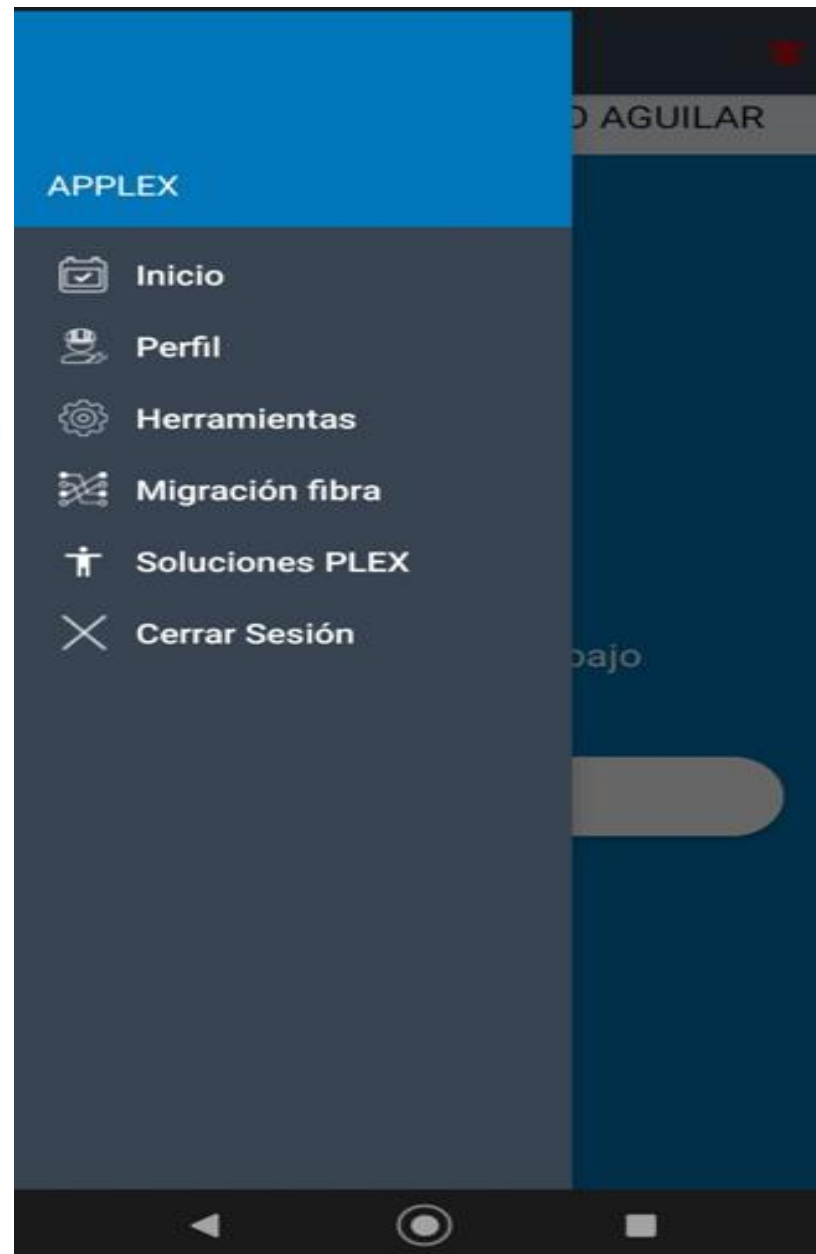 O AGUILAR
APPLEX
Inicio
Perfil
Herramientas
Migración fibra
Soluciones PLEX
Cerrar Sesión
bajo